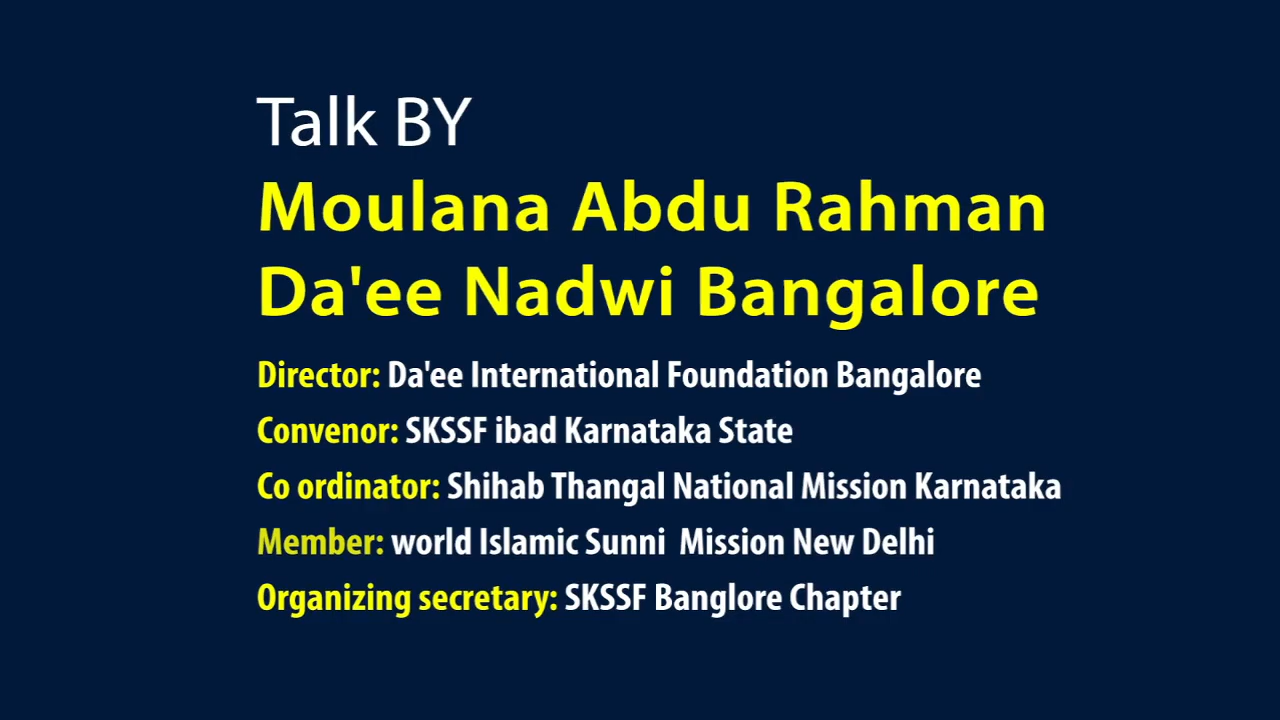 Talk BY
Moulana Abdu Rahman
Da'ee Nadwi Bangalore
Director: Da'ee International Foundation Bangalore
Convenor: SKSSF ibad Karnataka State
Co ordinator: Shihab Thangal National Mission Karnataka
Member: world Islamic Sunni  Mission New Delhi
Organizing secretary: SKSSF Banglore Chapter